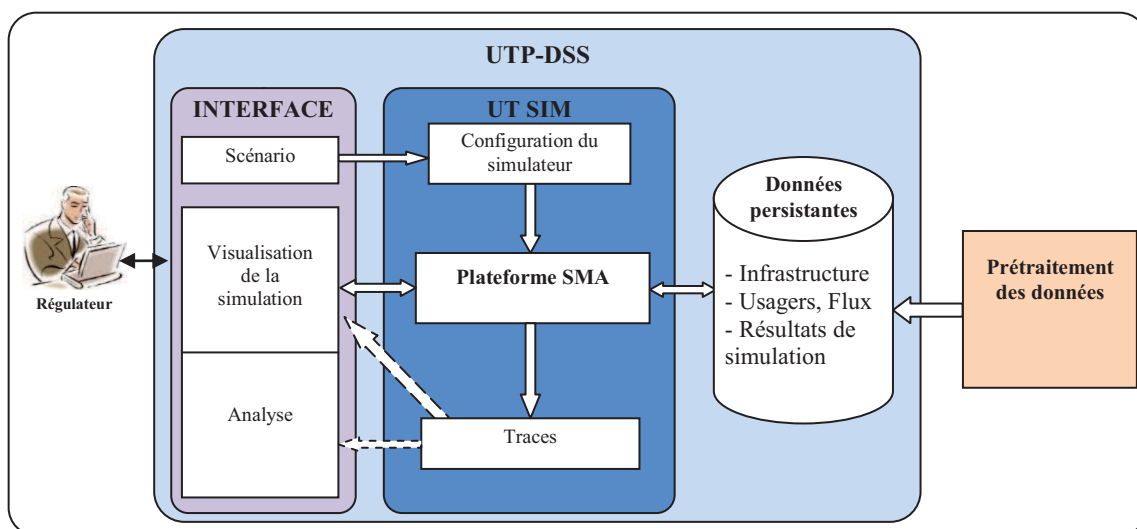 UTP-DSS
INTERFACE
UT SIM
Scénario
Configuration du
simulateur
Données
persistantes
Visualisation
de la
simulation
Plateforme SMA
- Infrastructure
- Usagers, Flux
- Résultats de
simulation
Prétraitement
des données
Régulateur
Analyse
Traces